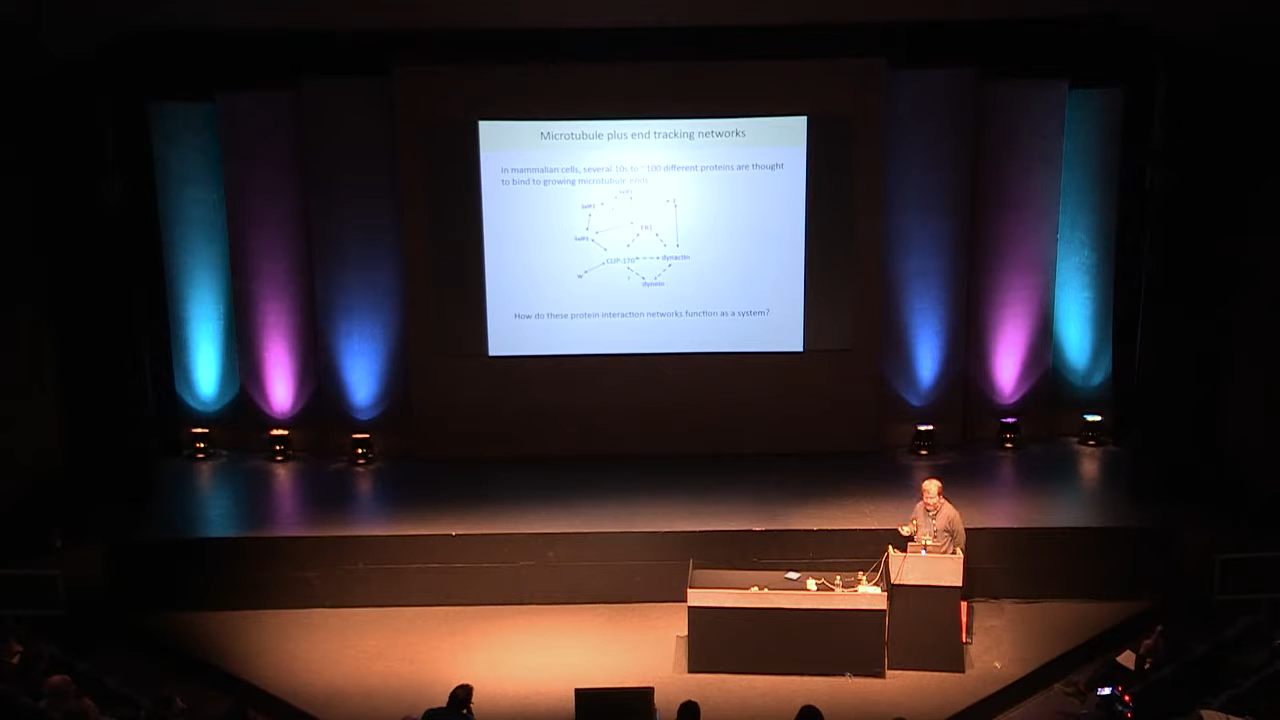 Microtubule plus end tracking networks
In mammalian cells, several 10s to ~100 different proteins are thought
to bind to growing microtubule ends
EB1
CLIP-170
dynactin
dynein
How do these protein interaction networks function as a system?